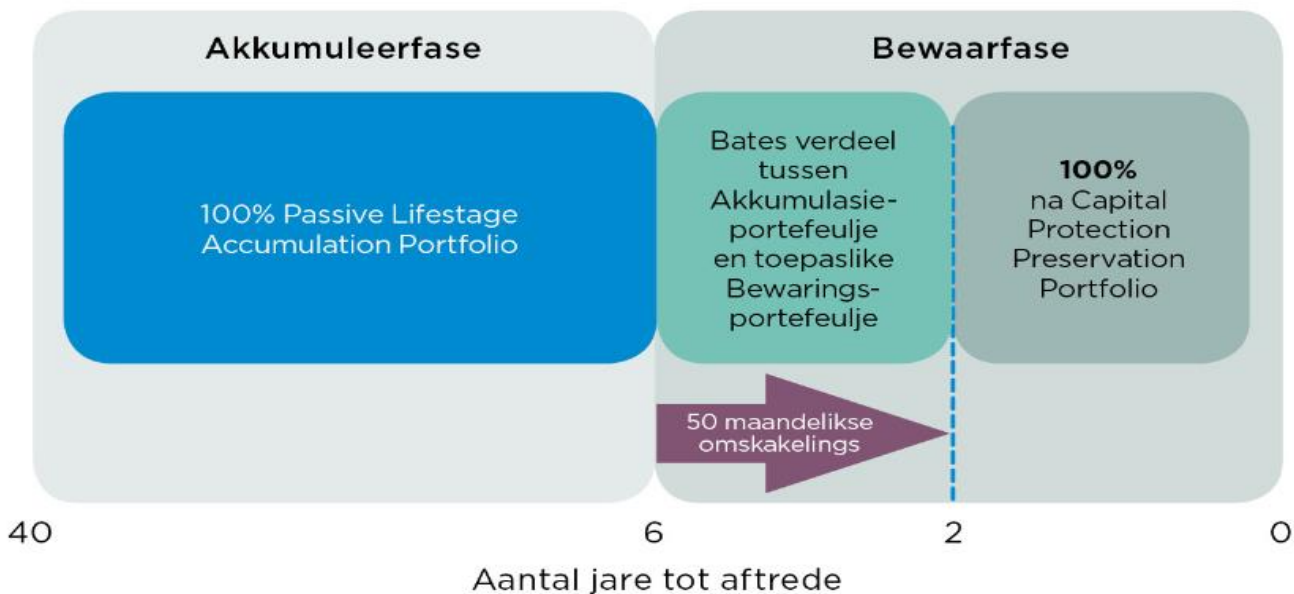 Akkumuleerfase
Bewaarfase
100% Passive Lifestage
Accumulation Portfolio
Bates verdeel
tussen
Akkumulasie-
portefeulje
en toepaslike
Bewarings-
portefeulje
100%
na Capital
Protection
Preservation
Portfolio
50 maandelikse
omskakelings
40
6
2
0
Aantal jare tot aftrede